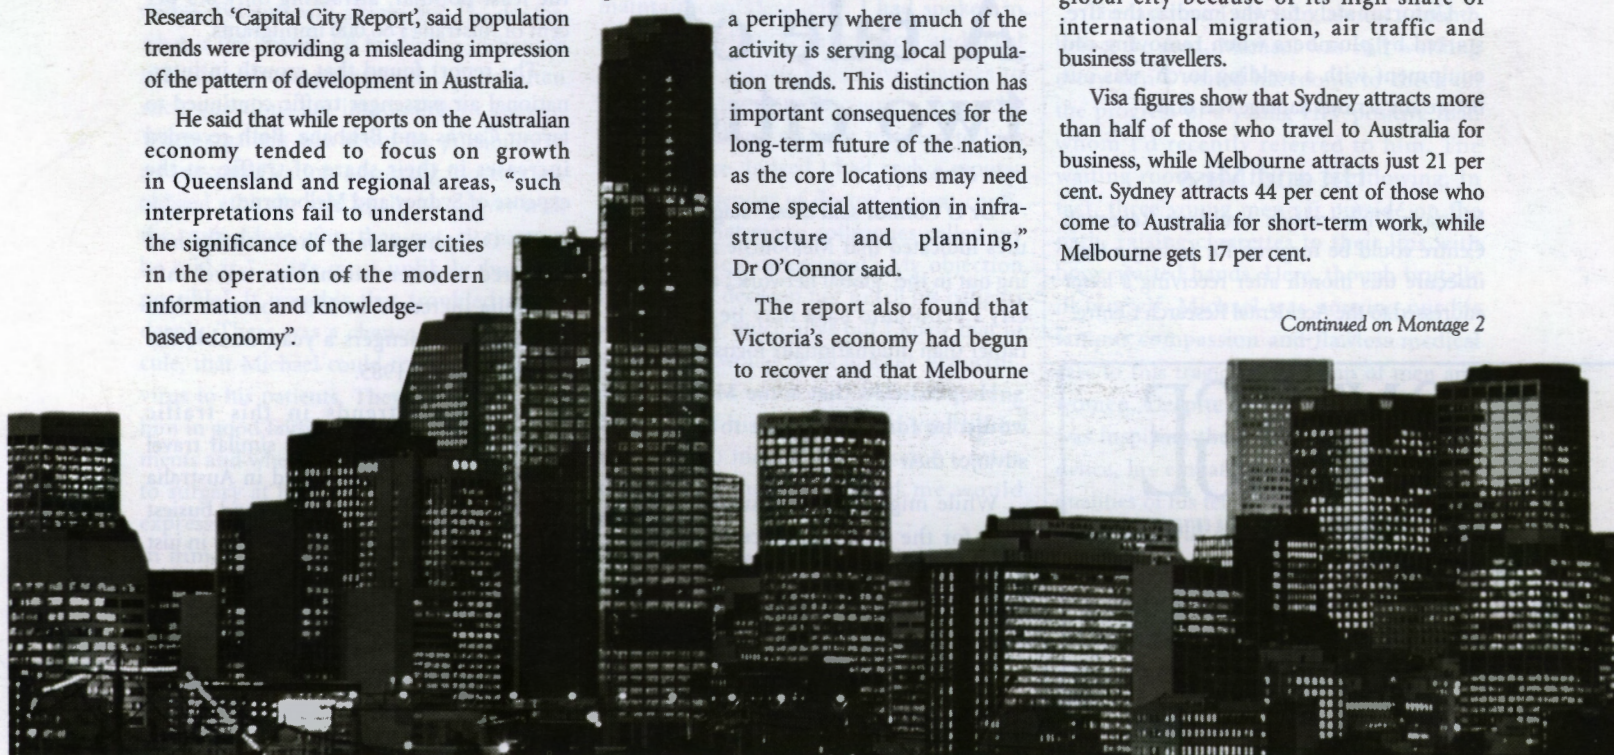 Research ‘Capital City Report’, said population
trends were providing a misleading impression
of the pattern of development in Australia.
He said that while reports on the Australian
economy tended to focus on growth
in Queensland and regional areas, “such
interpretations fail to understand
the significance of the larger cities
in the operation of the modern
information and knowledge-
based economy”.
a periphery where much of the
activity is serving local popula-
tion trends. This distinction has
important consequences for the
long-term future of the nation,
as the core locations may need
some special attention in infra-
structure and planning,”
Dr O’Connor said.
The report also found that
Victoria’s economy had begun
to recover and that Melbourne
global city because of its high share of
international migration, air traffic and
business travellers.
Visa figures show that Sydney attracts more
than half of those who travel to Australia for
business, while Melbourne attracts just 21 per
cent. Sydney attracts 44 per cent of those who
come to Australia for short-term work, while
Melbourne gets 17 per cent.
Continued on Montage 2